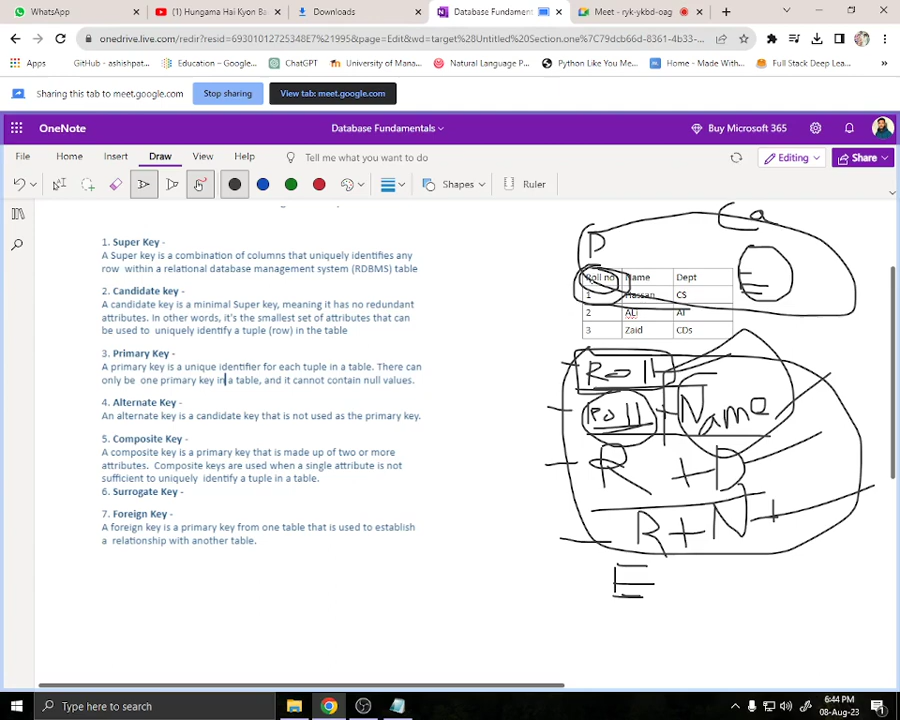 WhatsApp
(1) Hungama Hai Kyon Ba
Downloads
Database Fundament
Meet - ryk-ykbd-oag
onedrive.live.com/redir?resid=69301012725348E7%21995&page=Edit&wd=target%28Untitled%20Section.one%7C79dcb66d-8361-4b33-...
Apps
GitHub - ashishpat...
Education – Google...
ChatGPT
University of Mana...
Natural Language P...
Python Like You Me...
Home - Made With...
Full Stack Deep Lea...
Sharing this tab to meet.google.com
Stop sharing
View tab: meet.google.com
OneNote
Database Fundamentals
Buy Microsoft 365
File
Home
Insert
Draw
View
Help
Tell me what you want to do
Editing
Share
Shapes
Ruler
1. Super Key -
A Super key is a combination of columns that uniquely identifies any
row within a relational database management system (RDBMS) table
2. Candidate key -
A candidate key is a minimal Super key, meaning it has no redundant
attributes. In other words, it's the smallest set of attributes that can
be used to uniquely identify a tuple (row) in the table
3. Primary Key -
A primary key is a unique identifier for each tuple in a table. There can
only be one primary key in a table, and it cannot contain null values.
4. Alternate Key -
An alternate key is a candidate key that is not used as the primary key.
5. Composite Key -
A composite key is a primary key that is made up of two or more
attributes. Composite keys are used when a single attribute is not
sufficient to uniquely identify a tuple in a table.
6. Surrogate Key -
7. Foreign Key -
A foreign key is a primary key from one table that is used to establish
a relationship with another table.
Ca
P
E
Roll no Name Dept
1 Hassan CS
2 ALi AI
3 Zaid CDs
Roll
Roll + Name
R + D
R + N +
E
Type here to search
6:44 PM
08-Aug-23
1